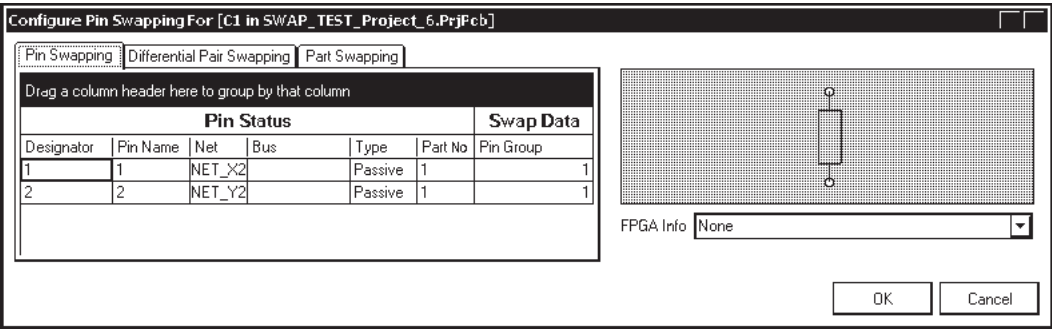 Configure Pin Swapping For [C1 in SWAP_TEST_Project_6.PrjPcb]
Pin Swapping Differential Pair Swapping Part Swapping
Drag a column header here to group by that column
Pin Status Swap Data
Designator Pin Name Net Bus Type Part No Pin Group
1 1 NET_X2 Passive 1 1
2 2 NET_Y2 Passive 1 1
FPGA Info None
OK Cancel